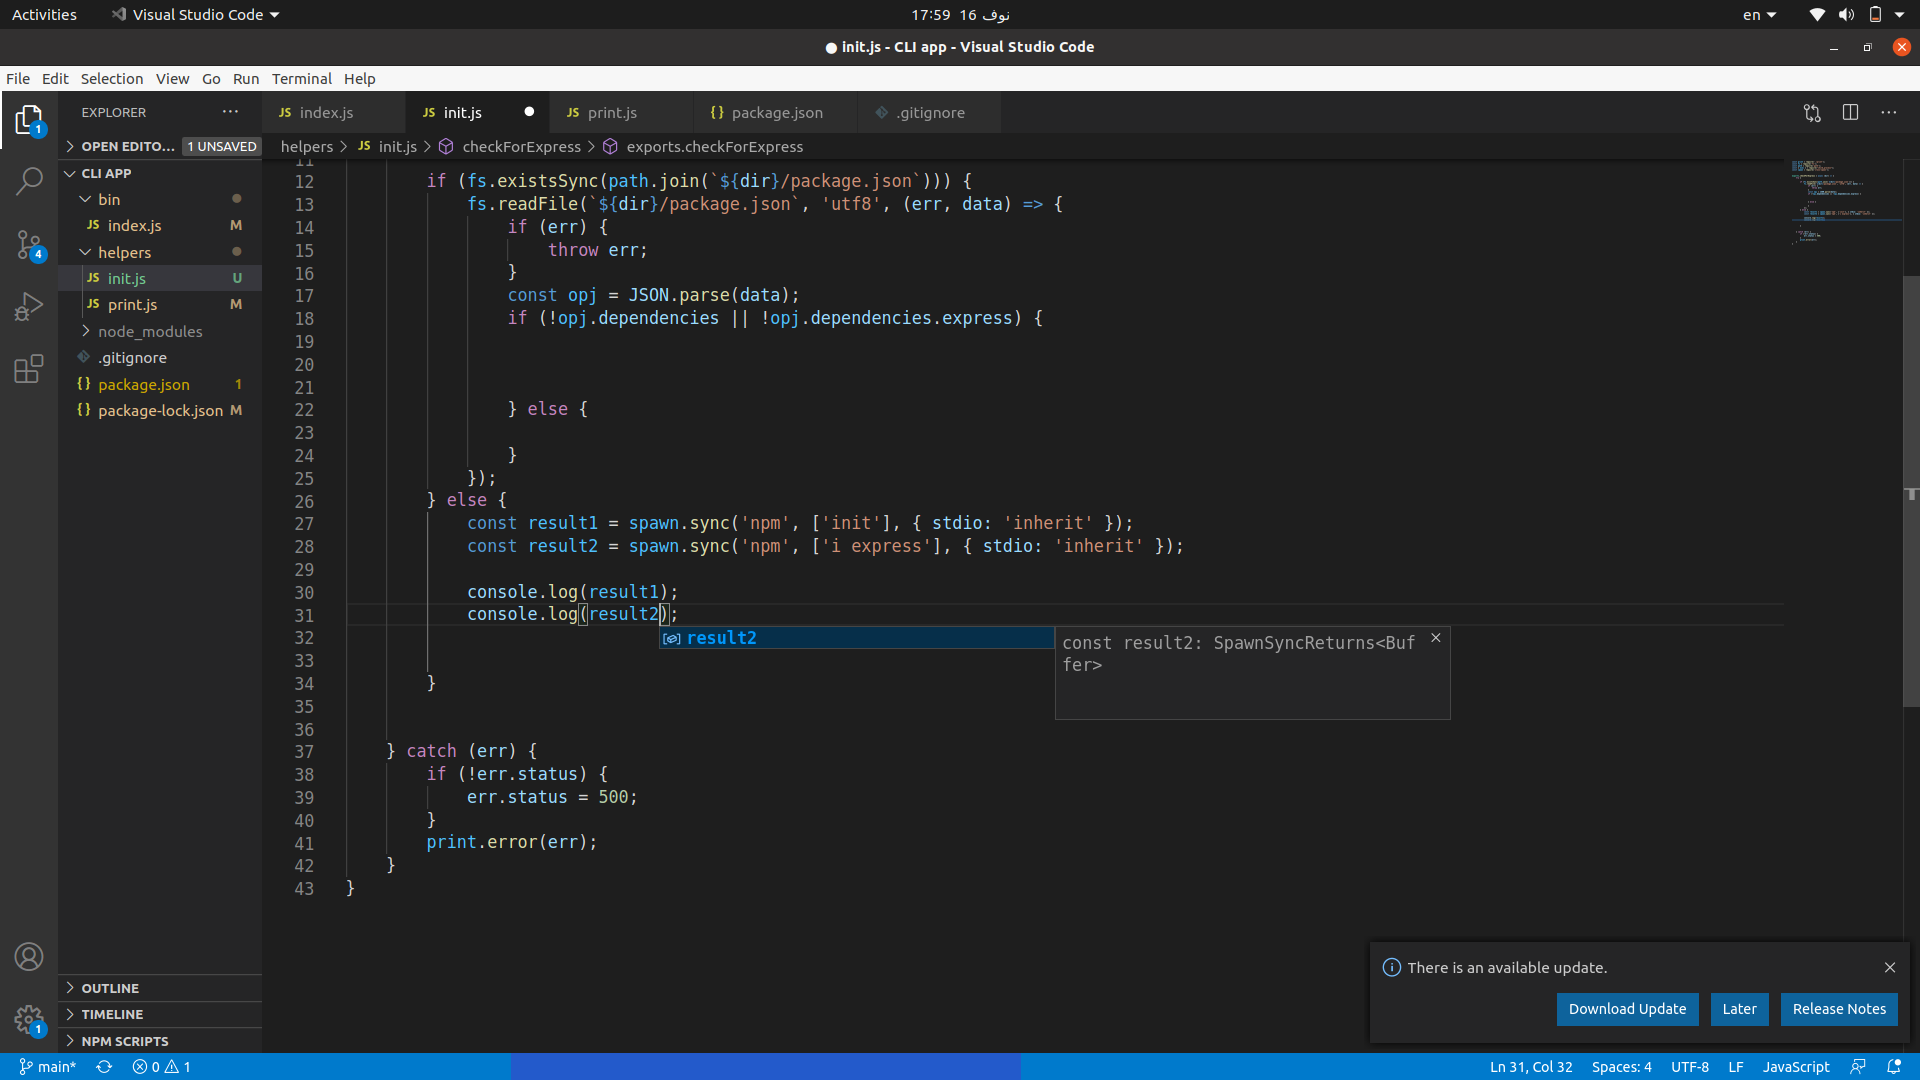 Activities
Visual Studio Code
17:59 16 نوف
en
● init.js - CLI app - Visual Studio Code
File Edit Selection View Go Run Terminal Help
EXPLORER
index.js
init.js
print.js
package.json
.gitignore
OPEN EDITO... 1 UNSAVED
helpers > JS init.js > checkForExpress > exports.checkForExpress
CLI APP
bin
index.js M
helpers
init.js U
print.js M
node_modules
.gitignore
package.json 1
package-lock.json M
11
12 if (fs.existsSync(path.join(`${dir}/package.json`))) {
13 fs.readFile(`${dir}/package.json`, 'utf8', (err, data) => {
14 if (err) {
15 throw err;
16 }
17 const opj = JSON.parse(data);
18 if (!opj.dependencies || !opj.dependencies.express) {
19
20
21
22 } else {
23
24 }
25 });
26 } else {
27 const result1 = spawn.sync('npm', ['init'], { stdio: 'inherit' });
28 const result2 = spawn.sync('npm', ['i express'], { stdio: 'inherit' });
29
30 console.log(result1);
31 console.log(result2);
32
33
34 }
35
36
37 } catch (err) {
38 if (!err.status) {
39 err.status = 500;
40 }
41 print.error(err);
42 }
43 }
result2
const result2: SpawnSyncReturns<Buf
fer>
OUTLINE
TIMELINE
NPM SCRIPTS
There is an available update.
Download Update
Later
Release Notes
1
4
1
main*
0 1
Ln 31, Col 32
Spaces: 4
UTF-8
LF
JavaScript